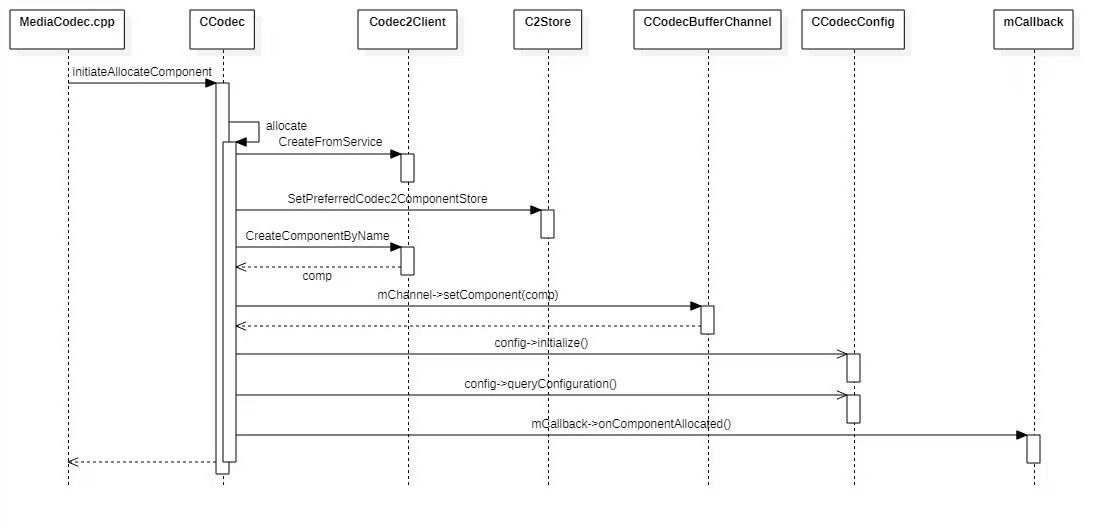 MediaCodec.cpp
CCodec
Codec2Client
C2Store
CCodecBufferChannel
CCodecConfig
mCallback
initiateAllocateComponent
allocate
CreateFromService
SetPreferredCodec2ComponentStore
CreateComponentByName
comp
mChannel->setComponent(comp)
config->initialize()
config->queryConfiguration()
mCallback->onComponentAllocated()